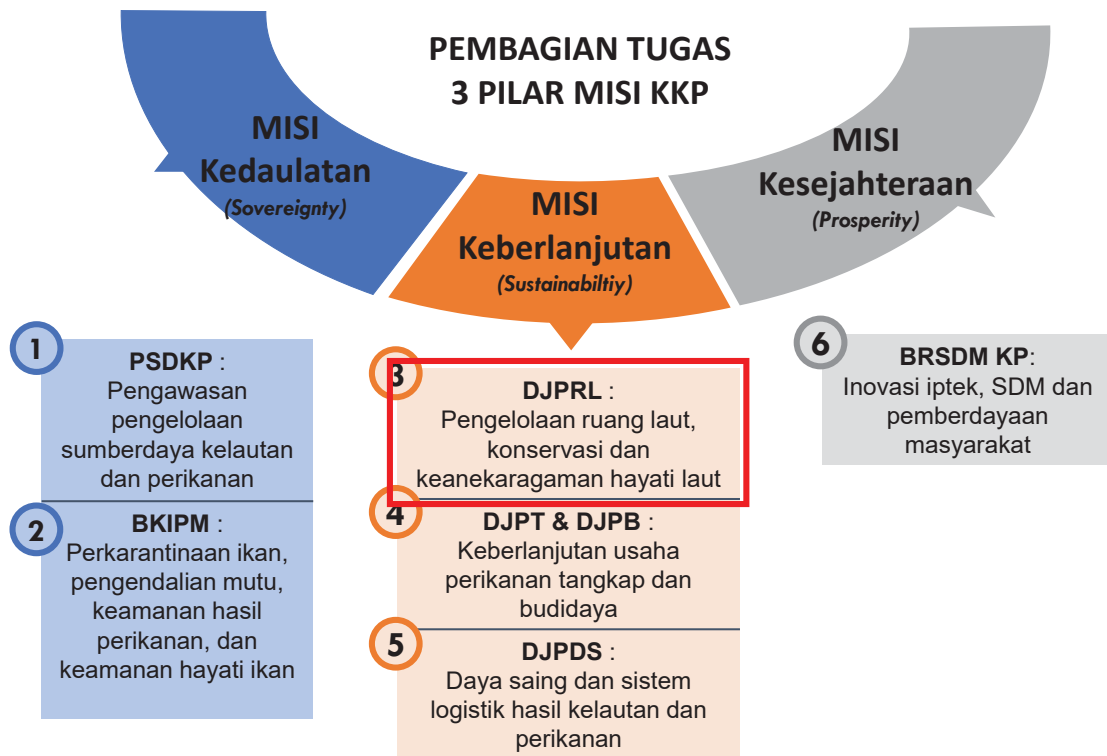 PEMBAGIAN TUGAS
3 PILAR MISI KKP
MISI
Kedaulatan
(Sovereignty)
MISI
Keberlanjutan
(Sustainabiltiy)
MISI
Kesejahteraan
(Prosperity)
1
PSDKP :
Pengawasan
pengelolaan
sumberdaya kelautan
dan perikanan
2
BKIPM :
Perkarantinaan ikan,
pengendalian mutu,
keamanan hasil
perikanan, dan
keamanan hayati ikan
3
DJPRL :
Pengelolaan ruang laut,
konservasi dan
keanekaragaman hayati laut
4
DJPT & DJPB :
Keberlanjutan usaha
perikanan tangkap dan
budidaya
5
DJPDS :
Daya saing dan sistem
logistik hasil kelautan dan
perikanan
6
BRSDM KP:
Inovasi iptek, SDM dan
pemberdayaan
masyarakat